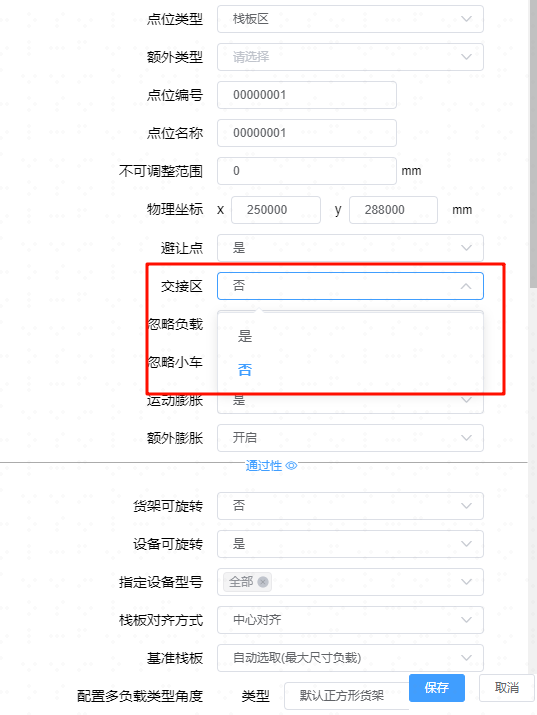 点位类型 栈板区
额外类型 请选择
点位编号 00000001
点位名称 00000001
不可调整范围 0 mm
物理坐标 x 250000 y 288000 mm
避让点 是
交接区 否
忽略负载
是
忽略小车
否
运动膨胀 是
额外膨胀 开启
通过性
货架可旋转 否
设备可旋转 是
指定设备型号 全部
栈板对齐方式 中心对齐
基准栈板 自动选取(最大尺寸负载)
配置多负载类型角度 类型 默认正方形货架
保存 取消